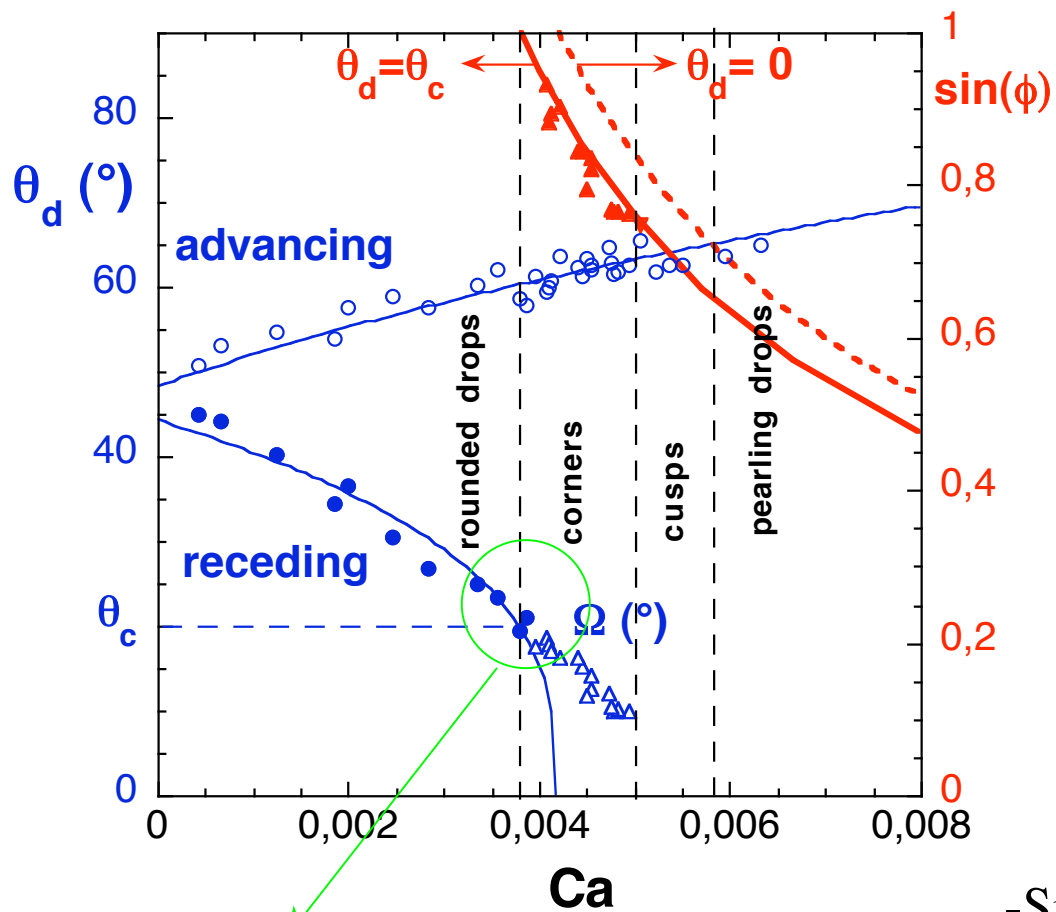 θd=θc
θd= 0
1
sin(ϕ)
80
θd (°)
0,8
advancing
60
0,6
rounded drops
corners
cusps
pearling drops
40
0,4
receding
θc
Ω (°)
0,2
0
0
0
0,002
0,004
0,006
0,008
Ca